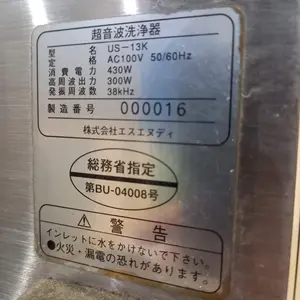 超音波洗浄器
型名 US-13K
定格 AC100V 50/60Hz
消費電力 430W
高周波出力 300W
発振周波数 38kHz
製造番号 000016
株式会社エスエヌディ
総務省指定
第BU-04008号
⚠警告
インレットに水をかけないで下さい。
●火災・漏電の恐れがあります。